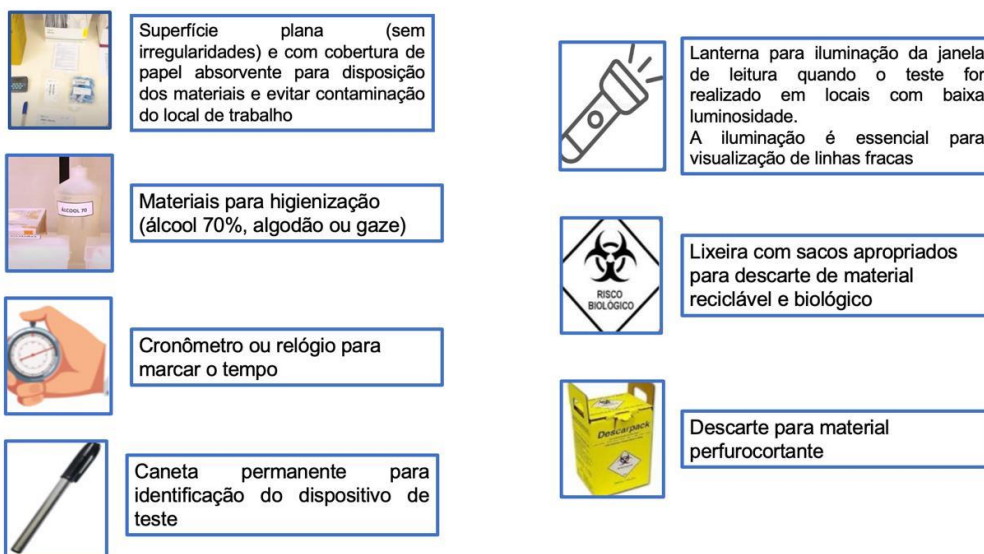 Superfície plana (sem
irregularidades) e com cobertura de
papel absorvente para disposição
dos materiais e evitar contaminação
do local de trabalho
ÁLCOOL 70
Materiais para higienização
(álcool 70%, algodão ou gaze)
Cronômetro ou relógio para
marcar o tempo
Caneta permanente para
identificação do dispositivo de
teste
Lanterna para iluminação da janela
de leitura quando o teste for
realizado em locais com baixa
luminosidade.
A iluminação é essencial para
visualização de linhas fracas
RISCO
BIOLÓGICO
Lixeira com sacos apropriados
para descarte de material
reciclável e biológico
Descarpack
Descarte para material
perfurocortante